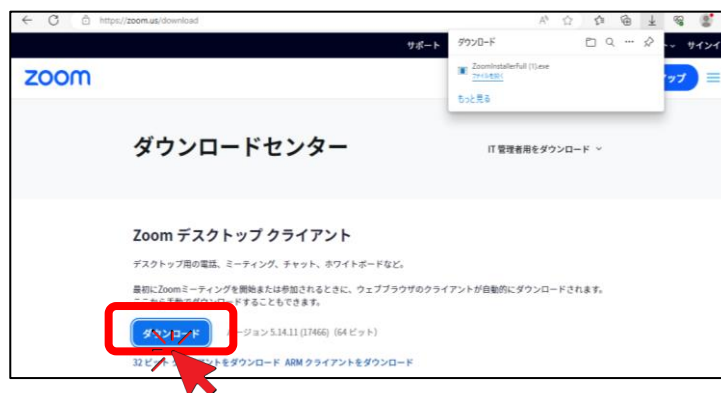 https://zoom.us/download
サポート
サインイン
ダウンロード
ZoomInstallerFull (1).exe
ファイルを開く
もっと見る
zoom
ップ
ダウンロードセンター
IT 管理者用をダウンロード
Zoom デスクトップ クライアント
デスクトップ用の電話、ミーティング、チャット、ホワイトボードなど。
最初にZoomミーティングを開始または参加されるときに、ウェブブラウザのクライアントが自動的にダウンロードされます。
ここから手動でダウンロードすることもできます。
ダウンロード
バージョン 5.14.11 (17466) (64 ビット)
32 ビット クライアントをダウンロード ARM クライアントをダウンロード